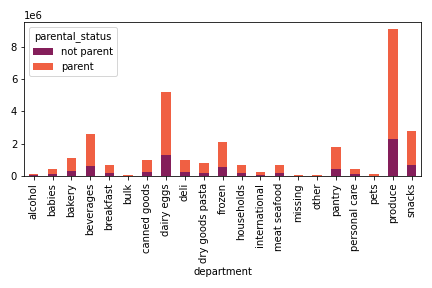 1e6
parental_status
not parent
parent
8
6
4
2
0
alcohol
babies
bakery
beverages
breakfast
bulk
canned goods
dairy eggs
deli
dry goods pasta
frozen
households
international
meat seafood
missing
other
pantry
personal care
pets
produce
snacks
department